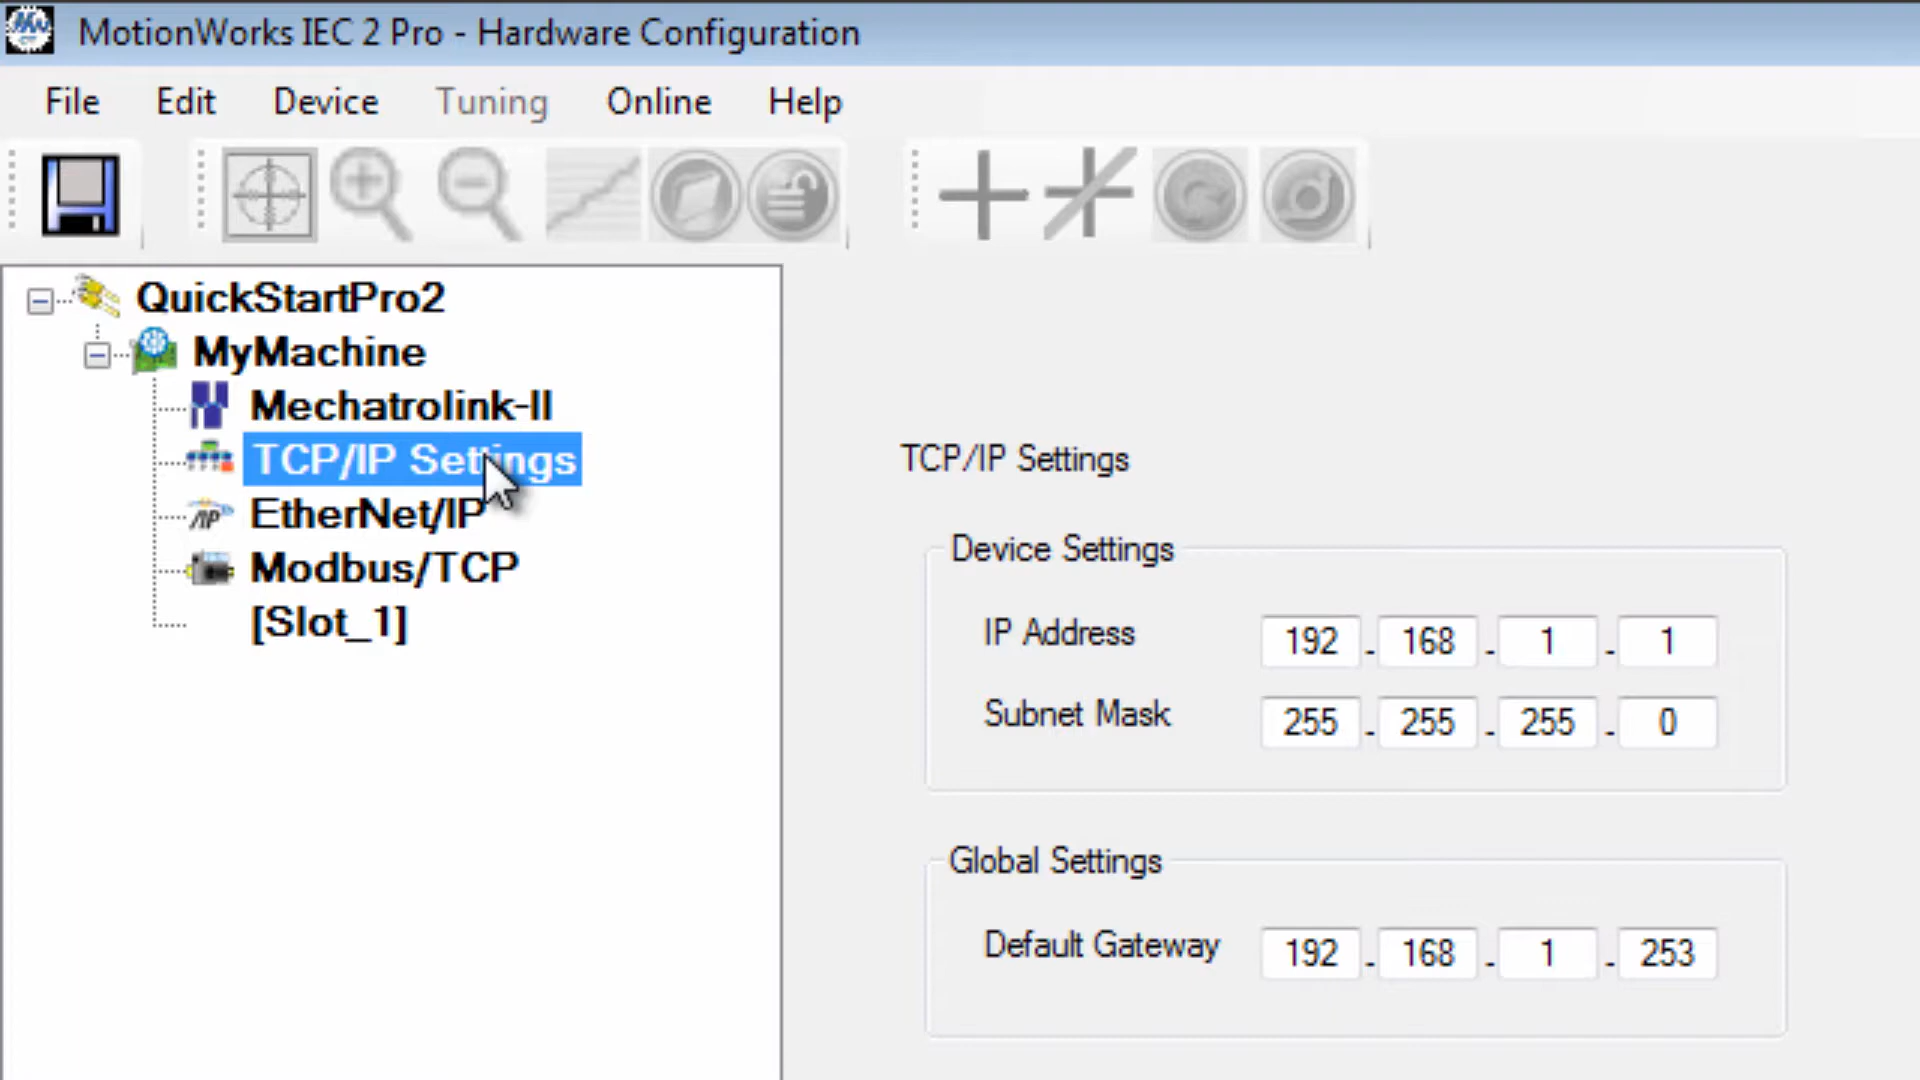 MotionWorks IEC 2 Pro - Hardware Configuration
File Edit Device Tuning Online Help
QuickStartPro2
MyMachine
Mechatrolink-II
TCP/IP Settings
EtherNet/IP
Modbus/TCP
[Slot_1]
TCP/IP Settings
Device Settings
IP Address 192 . 168 . 1 . 1
Subnet Mask 255 . 255 . 255 . 0
Global Settings
Default Gateway 192 . 168 . 1 . 253